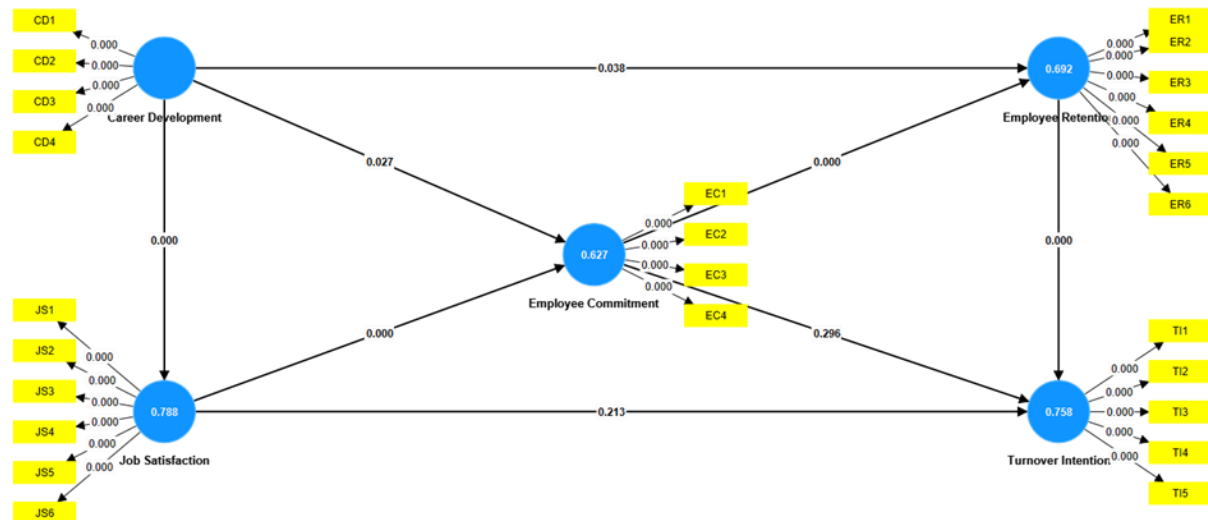 CD1
0.000
CD2
0.000
CD3
0.000
CD4
0.000
Career Development
0.038
0.692
Employee Retentio
ER1
0.000
ER2
0.000
ER3
0.000
ER4
0.000
ER5
0.000
ER6
0.000
0.027
0.000
0.000
0.000
EC1
0.000
EC2
0.000
EC3
0.000
EC4
0.000
0.627
Employee Commitment
0.000
0.296
JS1
0.000
JS2
0.000
JS3
0.000
JS4
0.000
JS5
0.000
JS6
0.000
0.788
Job Satisfaction
0.213
0.758
Turnover Intention
TI1
0.000
TI2
0.000
TI3
0.000
TI4
0.000
TI5
0.000